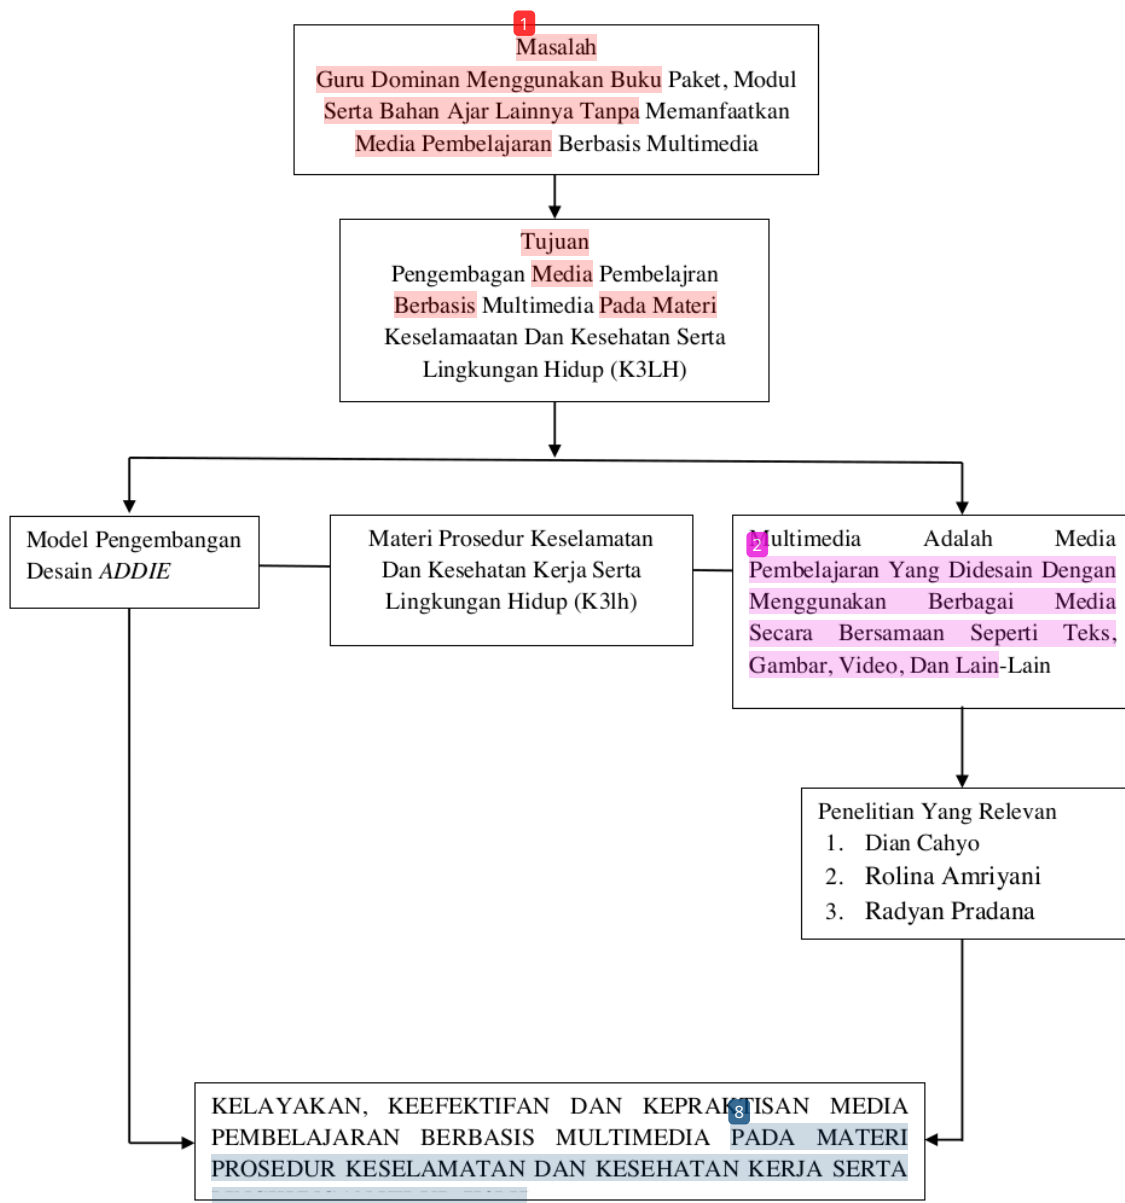 1
Masalah
Guru Dominan Menggunakan Buku Paket, Modul
Serta Bahan Ajar Lainnya Tanpa Memanfaatkan
Media Pembelajaran Berbasis Multimedia
Tujuan
Pengembagan Media Pembelajran
Berbasis Multimedia Pada Materi
Keselamaatan Dan Kesehatan Serta
Lingkungan Hidup (K3LH)
Model Pengembangan
Desain ADDIE
Materi Prosedur Keselamatan
Dan Kesehatan Kerja Serta
Lingkungan Hidup (K3lh)
2
Multimedia Adalah Media
Pembelajaran Yang Didesain Dengan
Menggunakan Berbagai Media
Secara Bersamaan Seperti Teks,
Gambar, Video, Dan Lain-Lain
Penelitian Yang Relevan
1. Dian Cahyo
2. Rolina Amriyani
3. Radyan Pradana
8
KELAYAKAN, KEEFEKTIFAN DAN KEPRAKTISAN MEDIA
PEMBELAJARAN BERBASIS MULTIMEDIA PADA MATERI
PROSEDUR KESELAMATAN DAN KESEHATAN KERJA SERTA